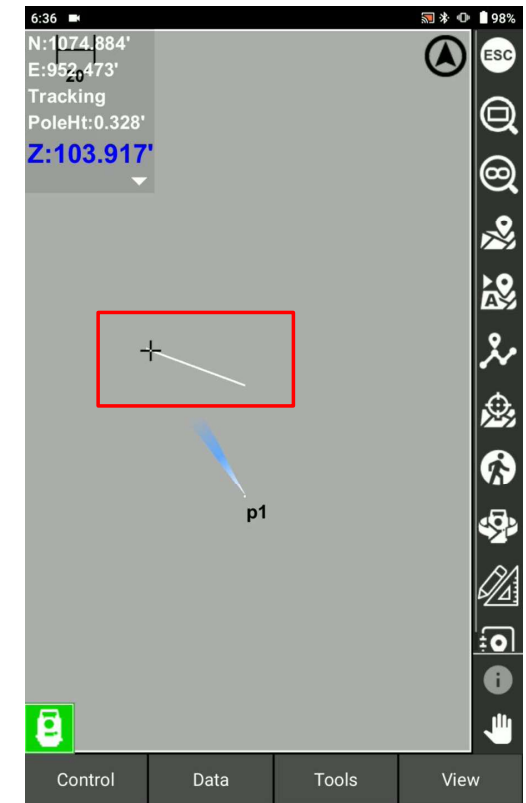 6:36
98%
N:1074.884'
E:952.473'
20
Tracking
PoleHt:0.328'
Z:103.917'
ESC
A
p1
Control
Data
Tools
View